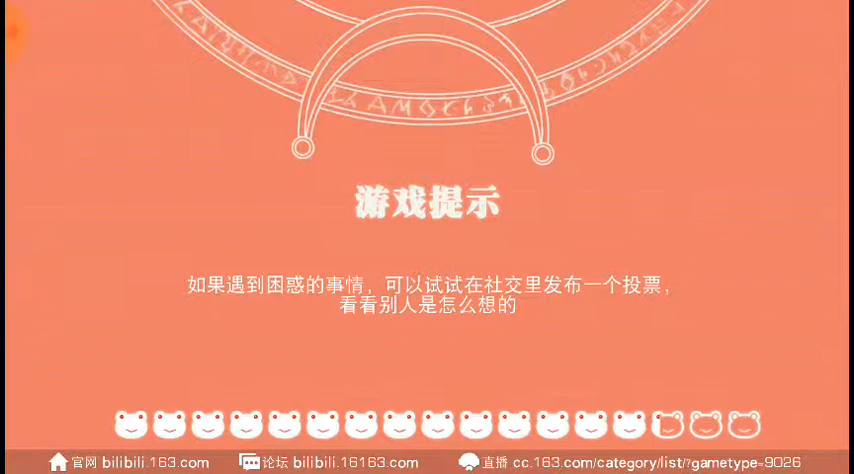 游戏提示
如果遇到困惑的事情，可以试试在社交里发布一个投票，
看看别人是怎么想的
官网 bilibili.163.com
论坛 bilibili.16163.com
直播 cc.163.com/category/list/?gametype=9026